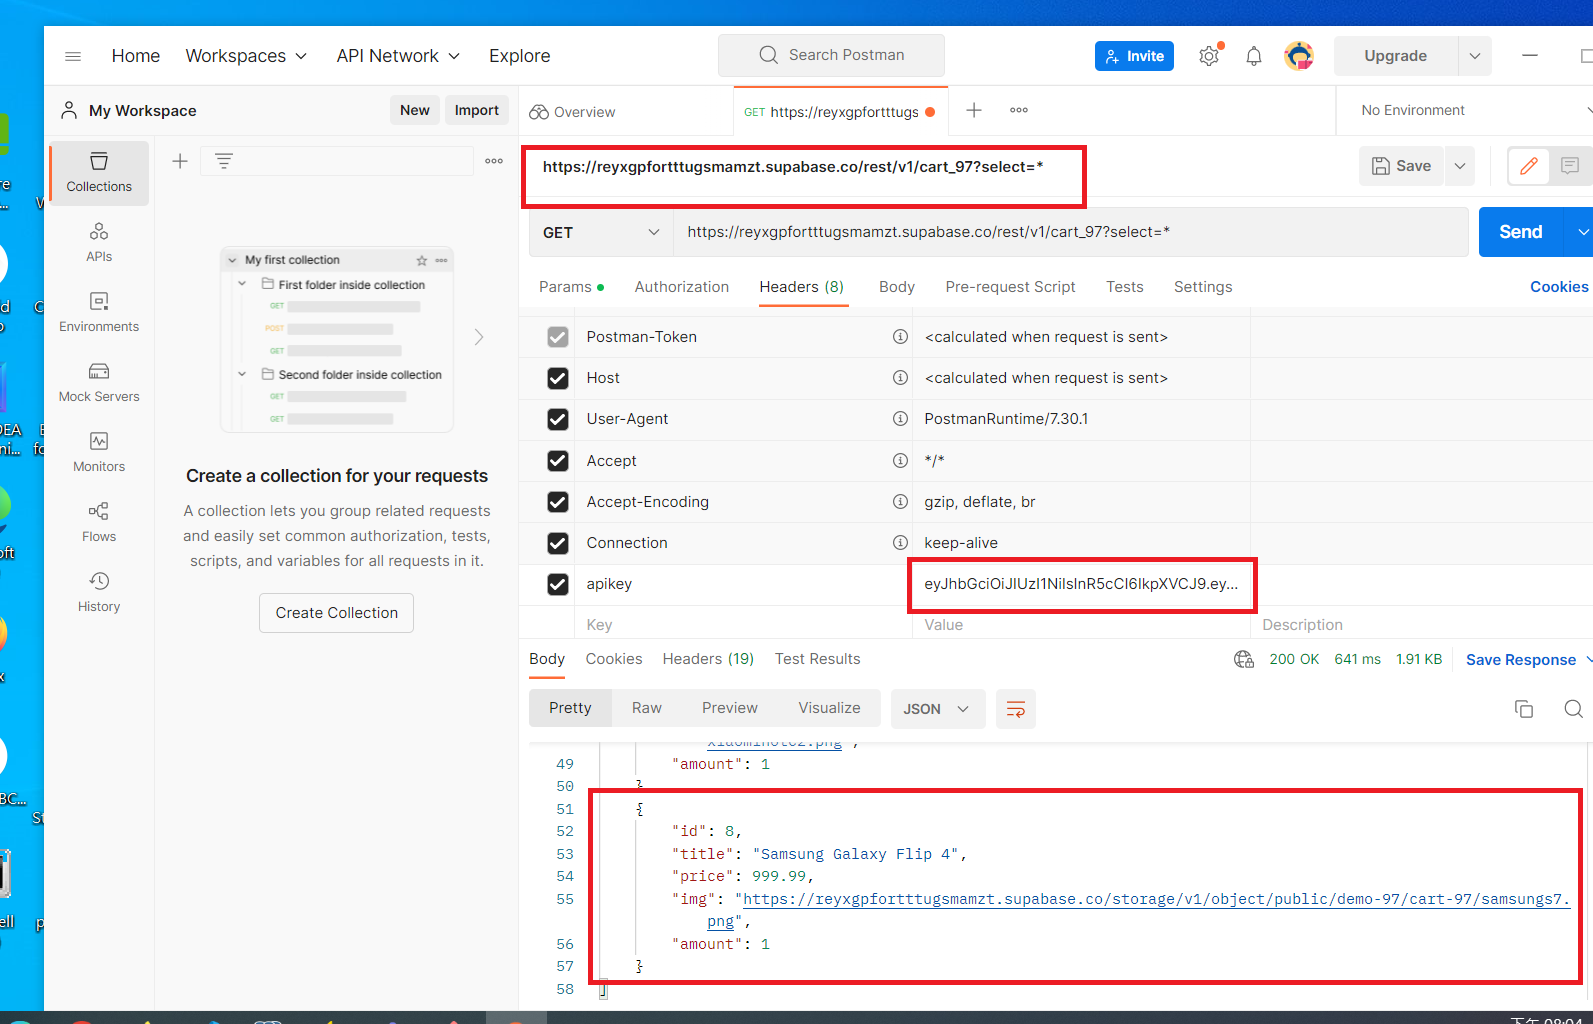 Home Workspaces API Network Explore Search Postman Invite Upgrade
My Workspace New Import Overview GET https://reyxgpfortttugs No Environment
Collections
APIs
Environments
Mock Servers
Monitors
Flows
History
My first collection
First folder inside collection
GET
POST
GET
Second folder inside collection
GET
GET
Create a collection for your requests
A collection lets you group related requests
and easily set common authorization, tests,
scripts, and variables for all requests in it.
Create Collection
https://reyxgpfortttugsmamzt.supabase.co/rest/v1/cart_97?select=* Save
GET https://reyxgpfortttugsmamzt.supabase.co/rest/v1/cart_97?select=* Send
Params Authorization Headers (8) Body Pre-request Script Tests Settings Cookies
Postman-Token <calculated when request is sent>
Host <calculated when request is sent>
User-Agent PostmanRuntime/7.30.1
Accept */*
Accept-Encoding gzip, deflate, br
Connection keep-alive
apikey eyJhbGciOiJIUzI1NiIsInR5cCI6IkpXVCJ9.ey...
Key Value Description
Body Cookies Headers (19) Test Results 200 OK 641 ms 1.91 KB Save Response
Pretty Raw Preview Visualize JSON
49 "amount": 1
50 }
51 {
52 "id": 8,
53 "title": "Samsung Galaxy Flip 4",
54 "price": 999.99,
55 "img": "https://reyxgpfortttugsmamzt.supabase.co/storage/v1/object/public/demo-97/cart-97/samsungs7.
png",
56 "amount": 1
57 }
58 ]